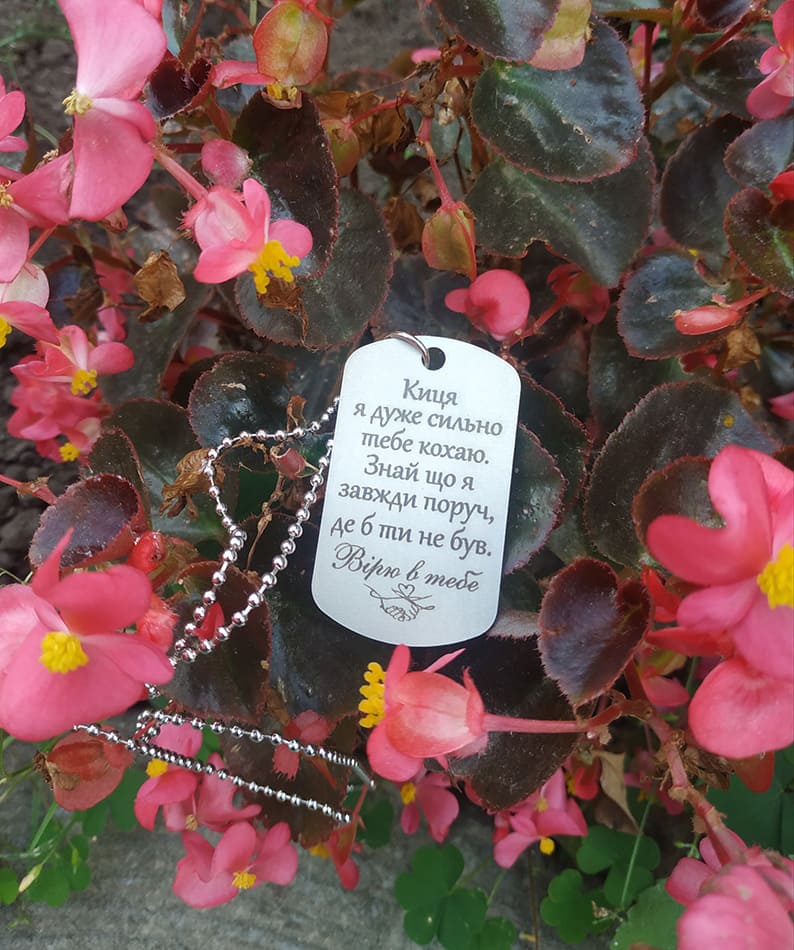 Киця
я дуже сильно
тебе кохаю.
Знай що я
завжди поруч,
де б ти не був.
Вірю в тебе